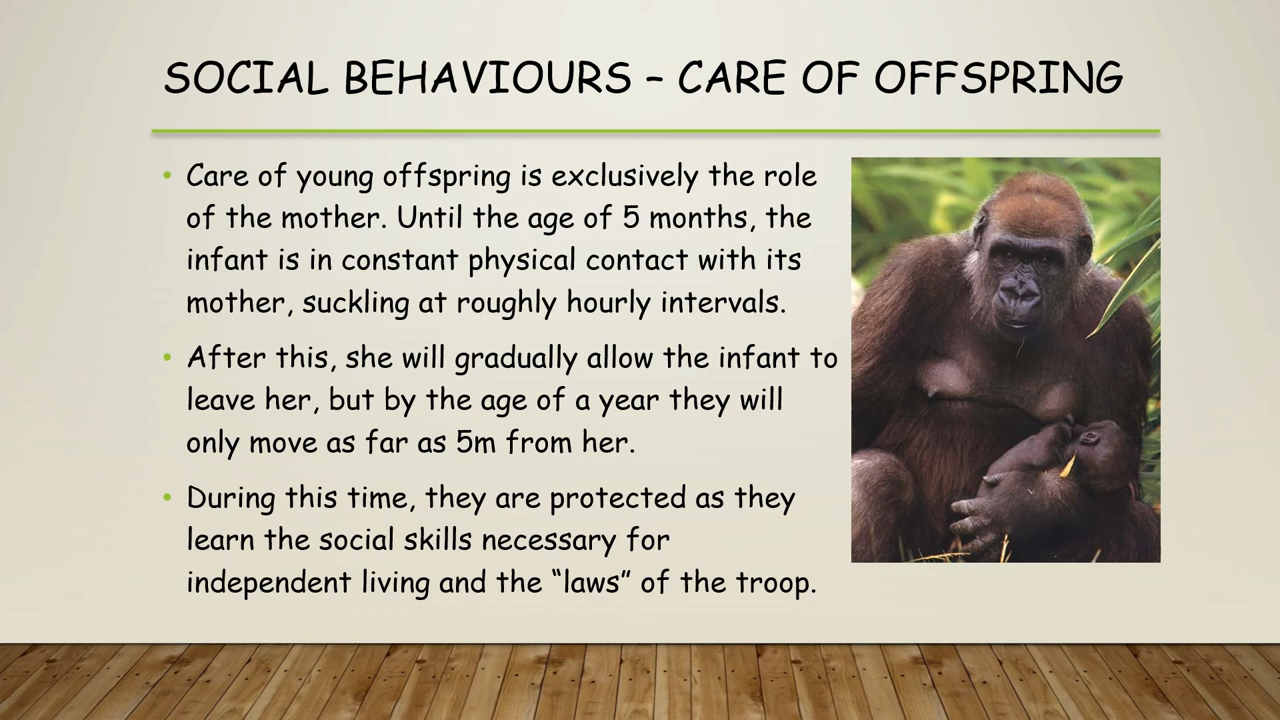 SOCIAL BEHAVIOURS – CARE OF OFFSPRING
• Care of young offspring is exclusively the role
of the mother. Until the age of 5 months, the
infant is in constant physical contact with its
mother, suckling at roughly hourly intervals.
• After this, she will gradually allow the infant to
leave her, but by the age of a year they will
only move as far as 5m from her.
• During this time, they are protected as they
learn the social skills necessary for
independent living and the “laws” of the troop.